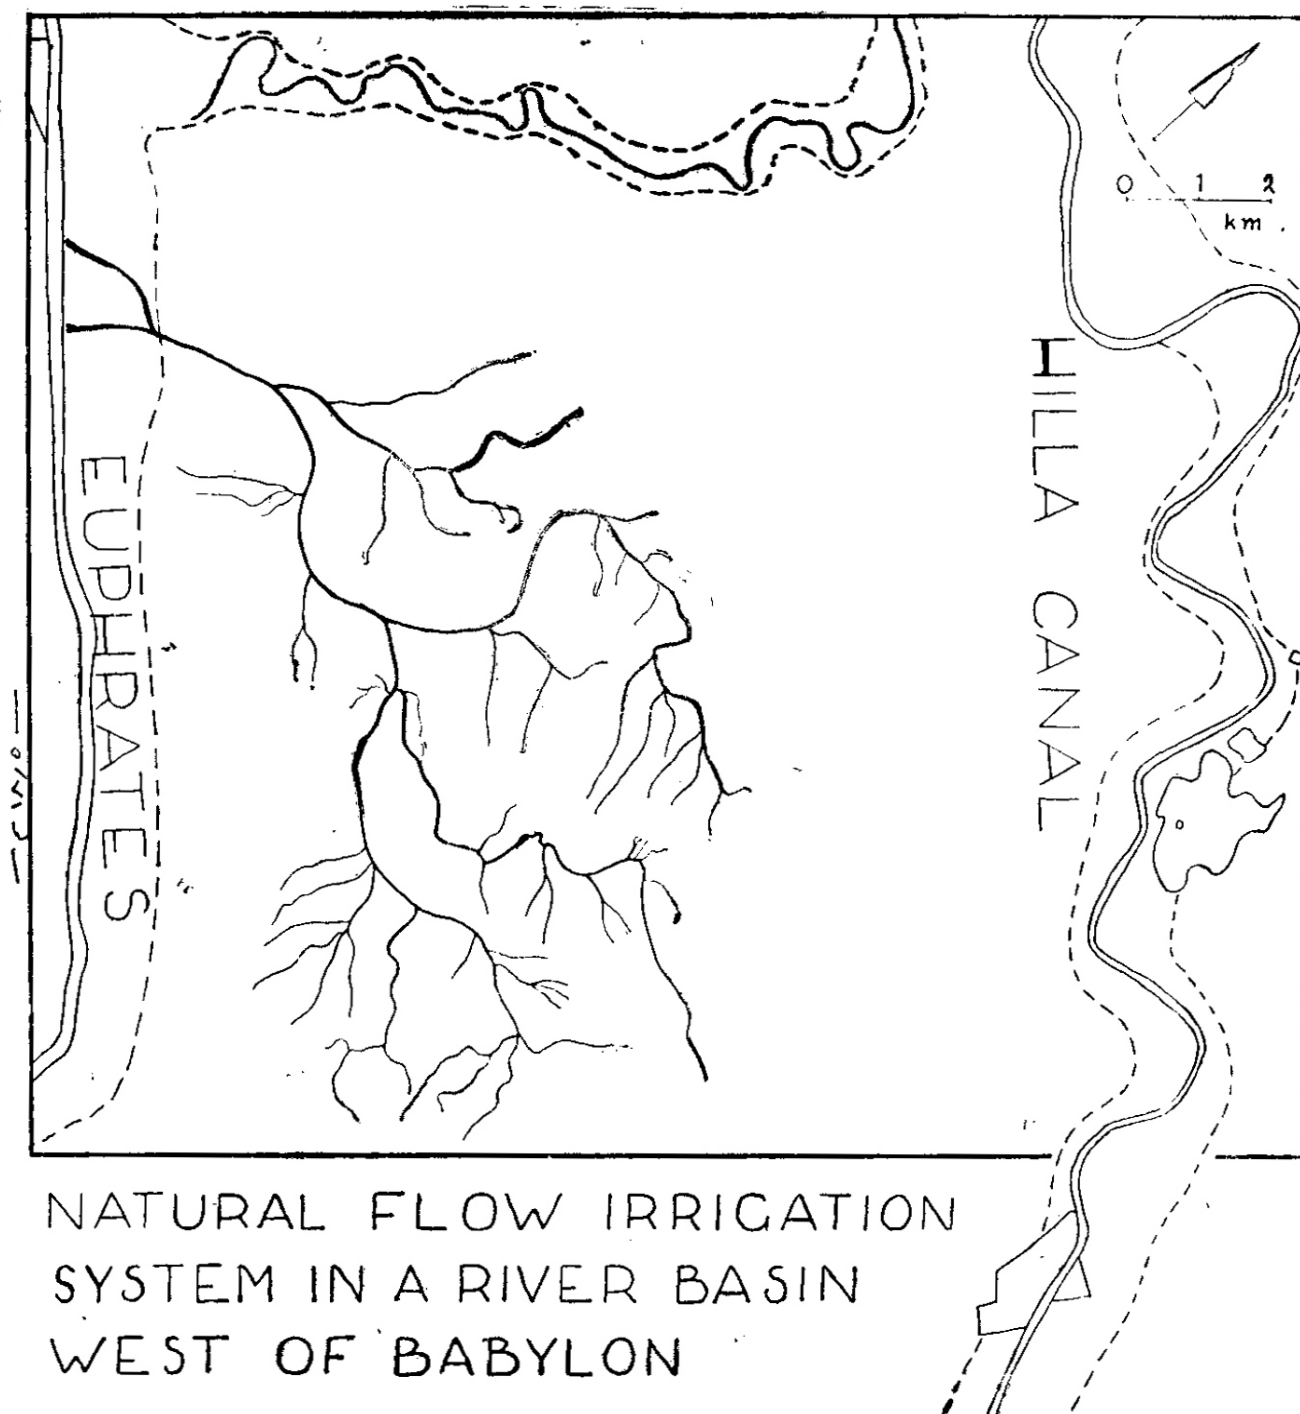 0 1 2
km.
HILLA CANAL
EUPHRATES
NATURAL FLOW IRRIGATION
SYSTEM IN A RIVER BASIN
WEST OF BABYLON